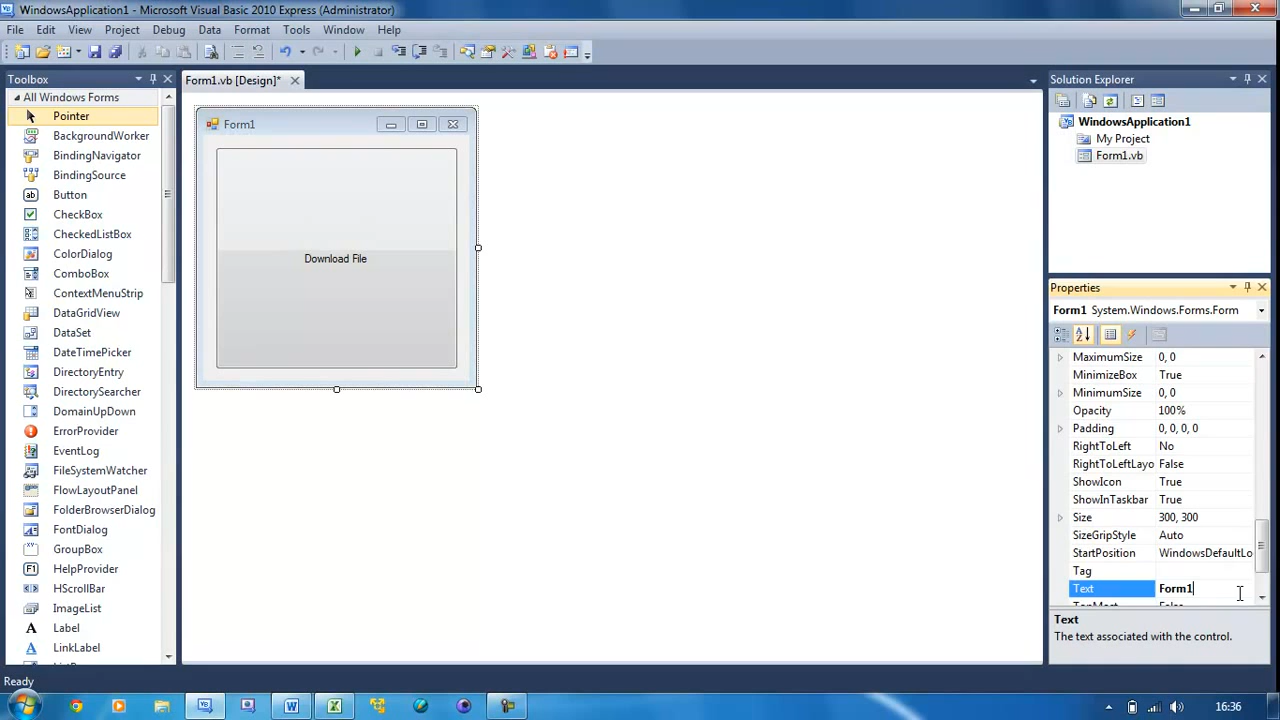 WindowsApplication1 - Microsoft Visual Basic 2010 Express (Administrator)
File Edit View Project Debug Data Format Tools Window Help
Toolbox
All Windows Forms
Pointer
BackgroundWorker
BindingNavigator
BindingSource
Button
CheckBox
CheckedListBox
ColorDialog
ComboBox
ContextMenuStrip
DataGridView
DataSet
DateTimePicker
DirectoryEntry
DirectorySearcher
DomainUpDown
ErrorProvider
EventLog
FileSystemWatcher
FlowLayoutPanel
FolderBrowserDialog
FontDialog
GroupBox
HelpProvider
HScrollBar
ImageList
Label
LinkLabel
Form1.vb [Design]*
Form1
Download File
Solution Explorer
WindowsApplication1
My Project
Form1.vb
Properties
Form1 System.Windows.Forms.Form
MaximumSize 0, 0
MinimizeBox True
MinimumSize 0, 0
Opacity 100%
Padding 0, 0, 0, 0
RightToLeft No
RightToLeftLayo False
ShowIcon True
ShowInTaskbar True
Size 300, 300
SizeGripStyle Auto
StartPosition WindowsDefaultLo
Tag
Text Form1
TopMost False
Text
The text associated with the control.
Ready
16:36